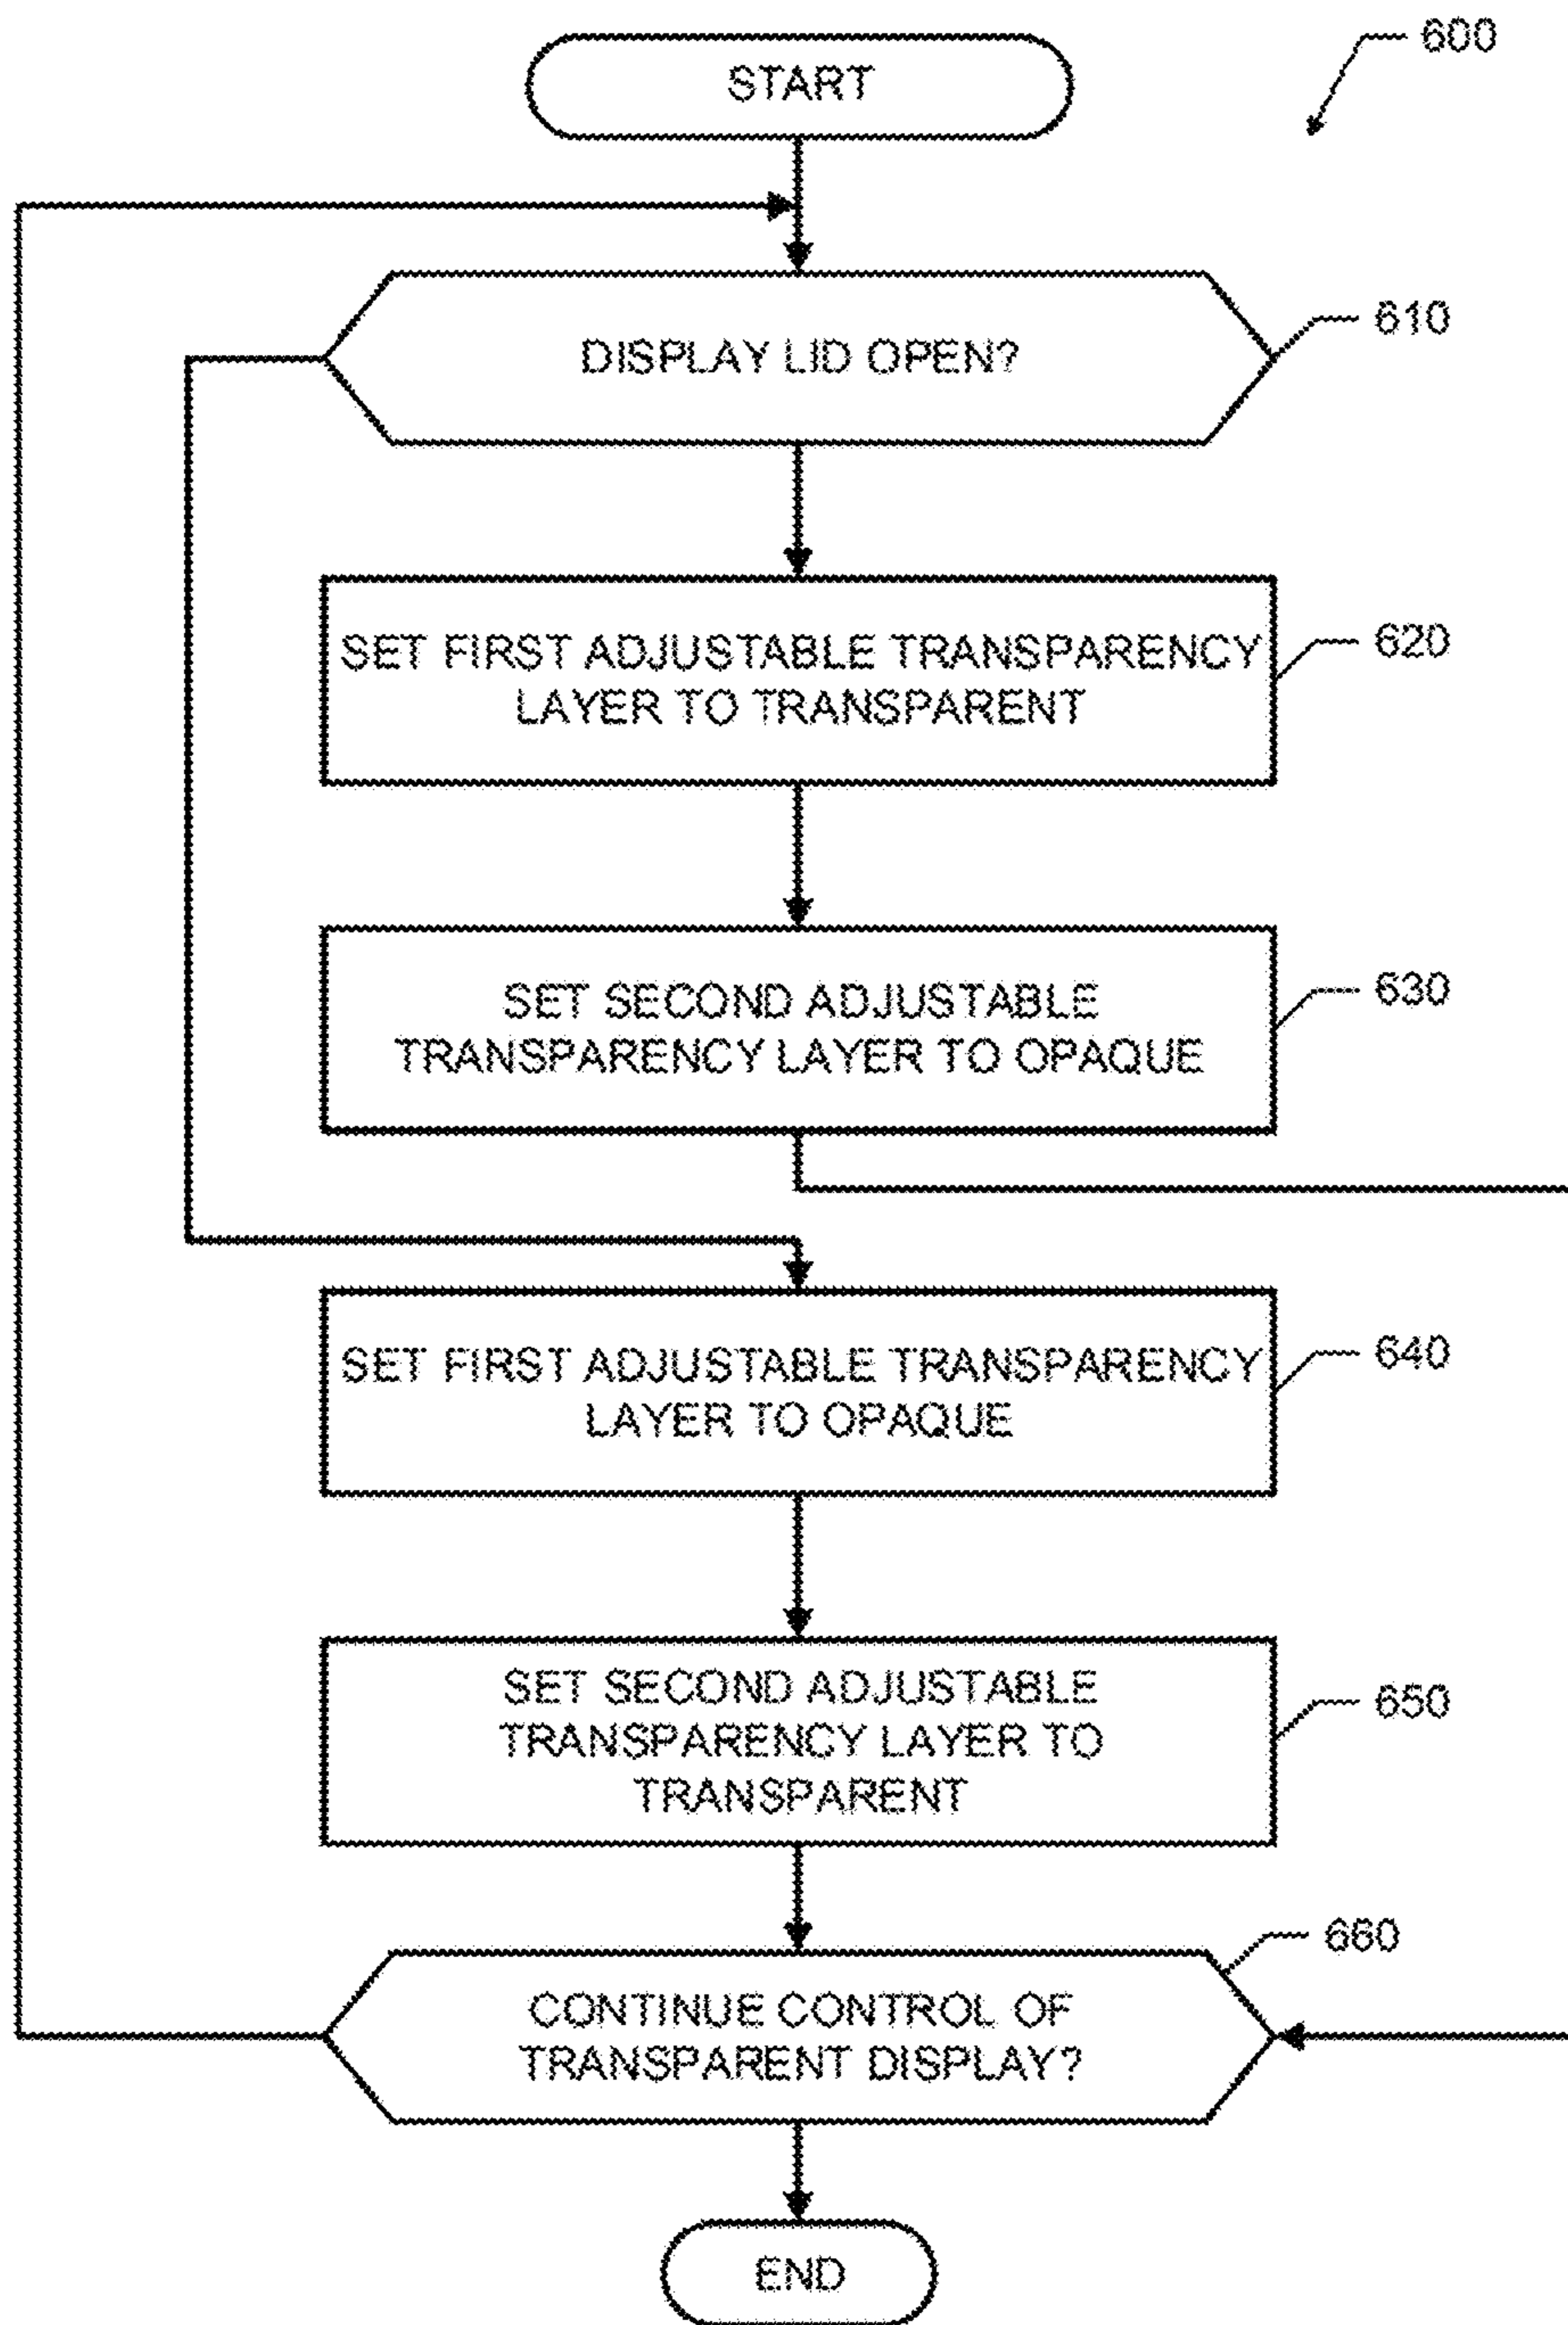 600
START
DISPLAY LID OPEN?
610
SET FIRST ADJUSTABLE TRANSPARENCY
LAYER TO TRANSPARENT
620
SET SECOND ADJUSTABLE
TRANSPARENCY LAYER TO OPAQUE
630
SET FIRST ADJUSTABLE TRANSPARENCY
LAYER TO OPAQUE
640
SET SECOND ADJUSTABLE
TRANSPARENCY LAYER TO
TRANSPARENT
650
660
CONTINUE CONTROL OF
TRANSPARENT DISPLAY?
END